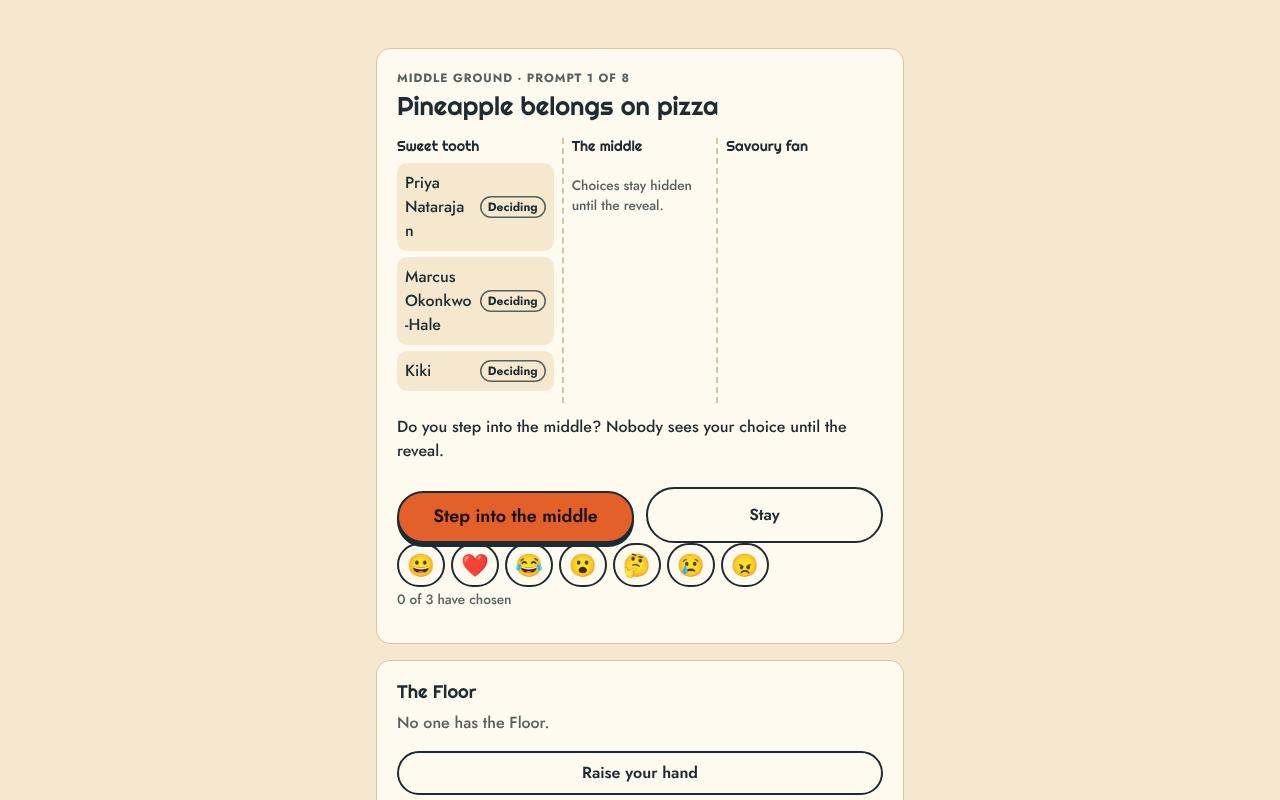 MIDDLE GROUND · PROMPT 1 OF 8
Pineapple belongs on pizza
Sweet tooth
Priya
Nataraja
n
Deciding
Marcus
Okonkwo
-Hale
Deciding
Kiki
Deciding
The middle
Choices stay hidden
until the reveal.
Savoury fan
Do you step into the middle? Nobody sees your choice until the
reveal.
Step into the middle
Stay
0 of 3 have chosen
The Floor
No one has the Floor.
Raise your hand